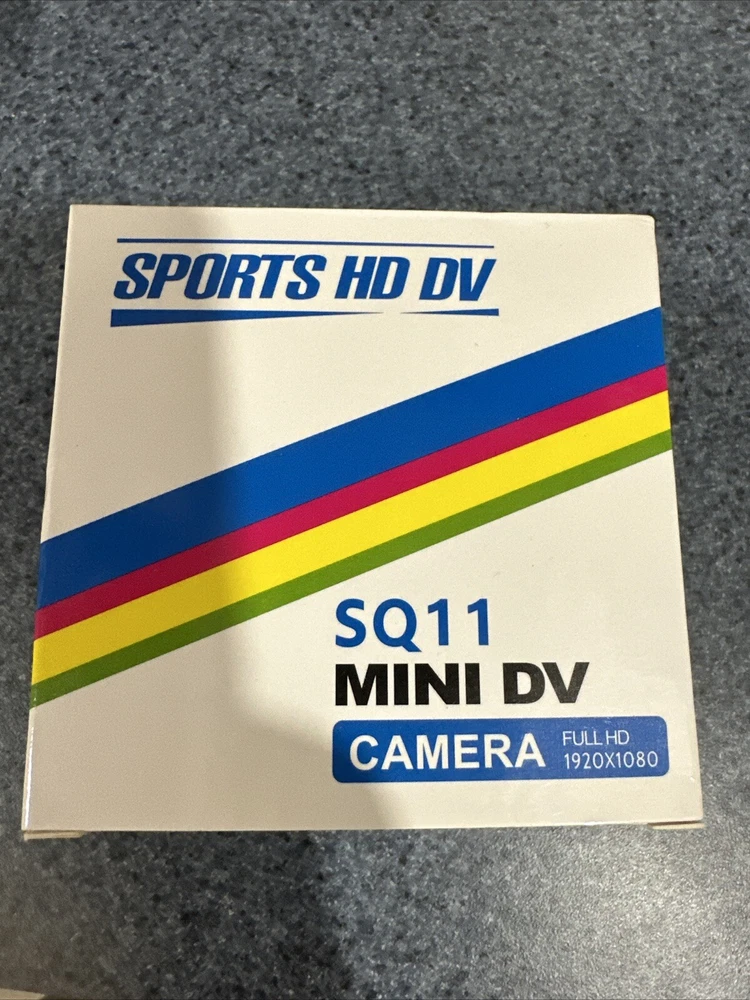 SPORTS HD DV
SQ11
MINI DV
CAMERA
FULL HD
1920X1080